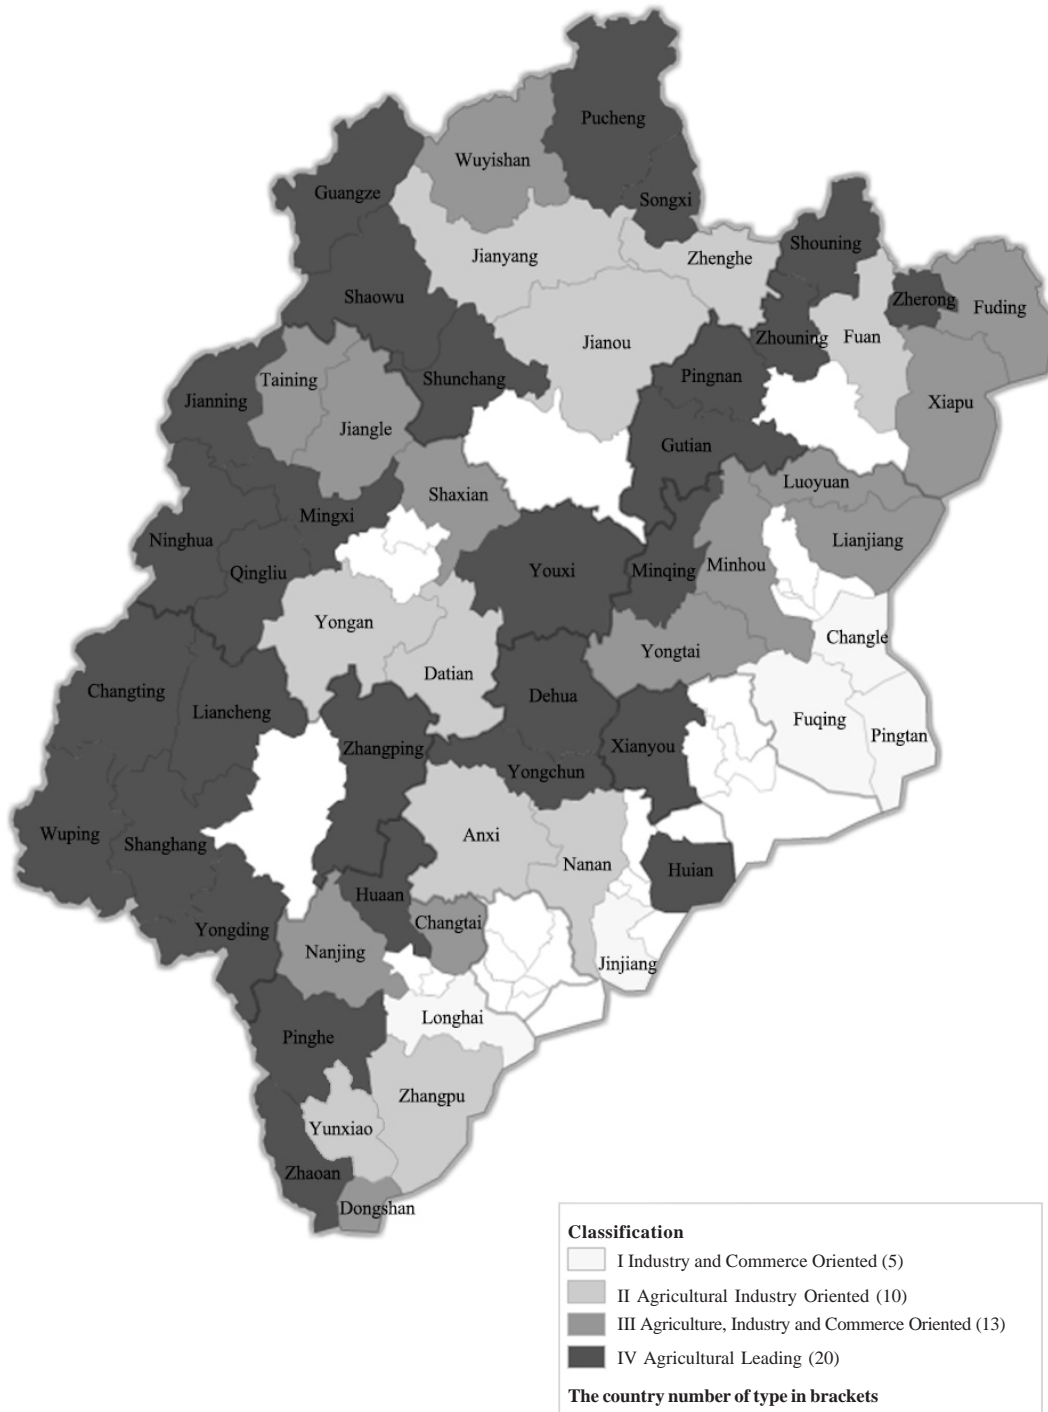 Pucheng
Wuyishan
Guangze
Songxi
Shouning
Jianyang
Zhenghe
Shaowu
Zherong
Fuding
Jianou
Zhouning
Fuan
Shunchang
Pingnan
Taining
Jianning
Xiapu
Jiangle
Gutian
Luoyuan
Shaxian
Mingxi
Ninghua
Lianjiang
Qingliu
Youxi
Minqing
Minhou
Yongan
Changle
Yongtai
Datian
Changting
Dehua
Liancheng
Fuqing
Pingtan
Zhangping
Xianyou
Yongchun
Wuping
Shanghang
Anxi
Nanan
Huian
Huaan
Changtai
Yongding
Nanjing
Jinjiang
Longhai
Pinghe
Zhangpu
Yunxiao
Zhaoan
Dongshan
Classification
I Industry and Commerce Oriented (5)
II Agricultural Industry Oriented (10)
III Agriculture, Industry and Commerce Oriented (13)
IV Agricultural Leading (20)
The country number of type in brackets